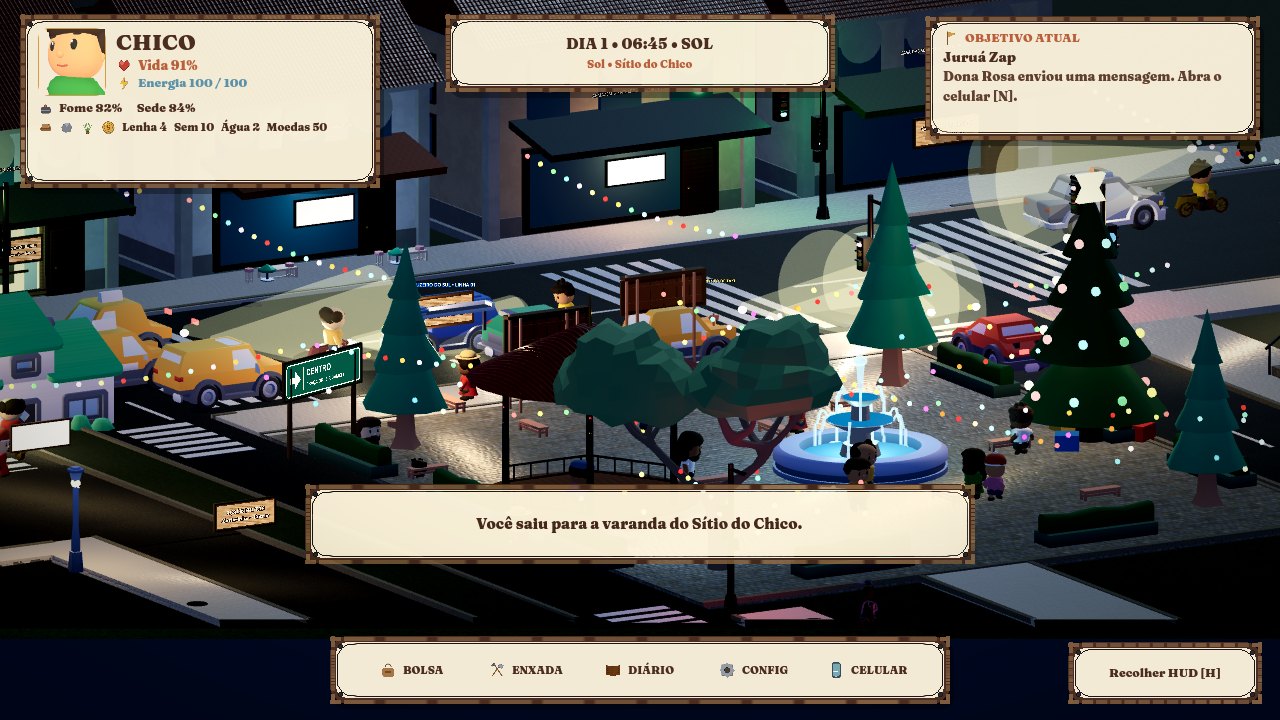 CHICO
Vida 91%
Energia 100 / 100
Fome 92% Sede 84%
Lenha 4 Sem 10 Água 2 Moedas 50
DIA 1 • 06:45 • SOL
Sol • Sítio do Chico
OBJETIVO ATUAL
Juruá Zap
Dona Rosa enviou uma mensagem. Abra o
celular [N].
CENTRO
Você saiu para a varanda do Sítio do Chico.
BOLSA
ENXADA
DIÁRIO
CONFIG
CELULAR
Recolher HUD [H]